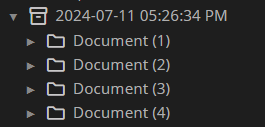 2024-07-11 05:26:34 PM
Document (1)
Document (2)
Document (3)
Document (4)